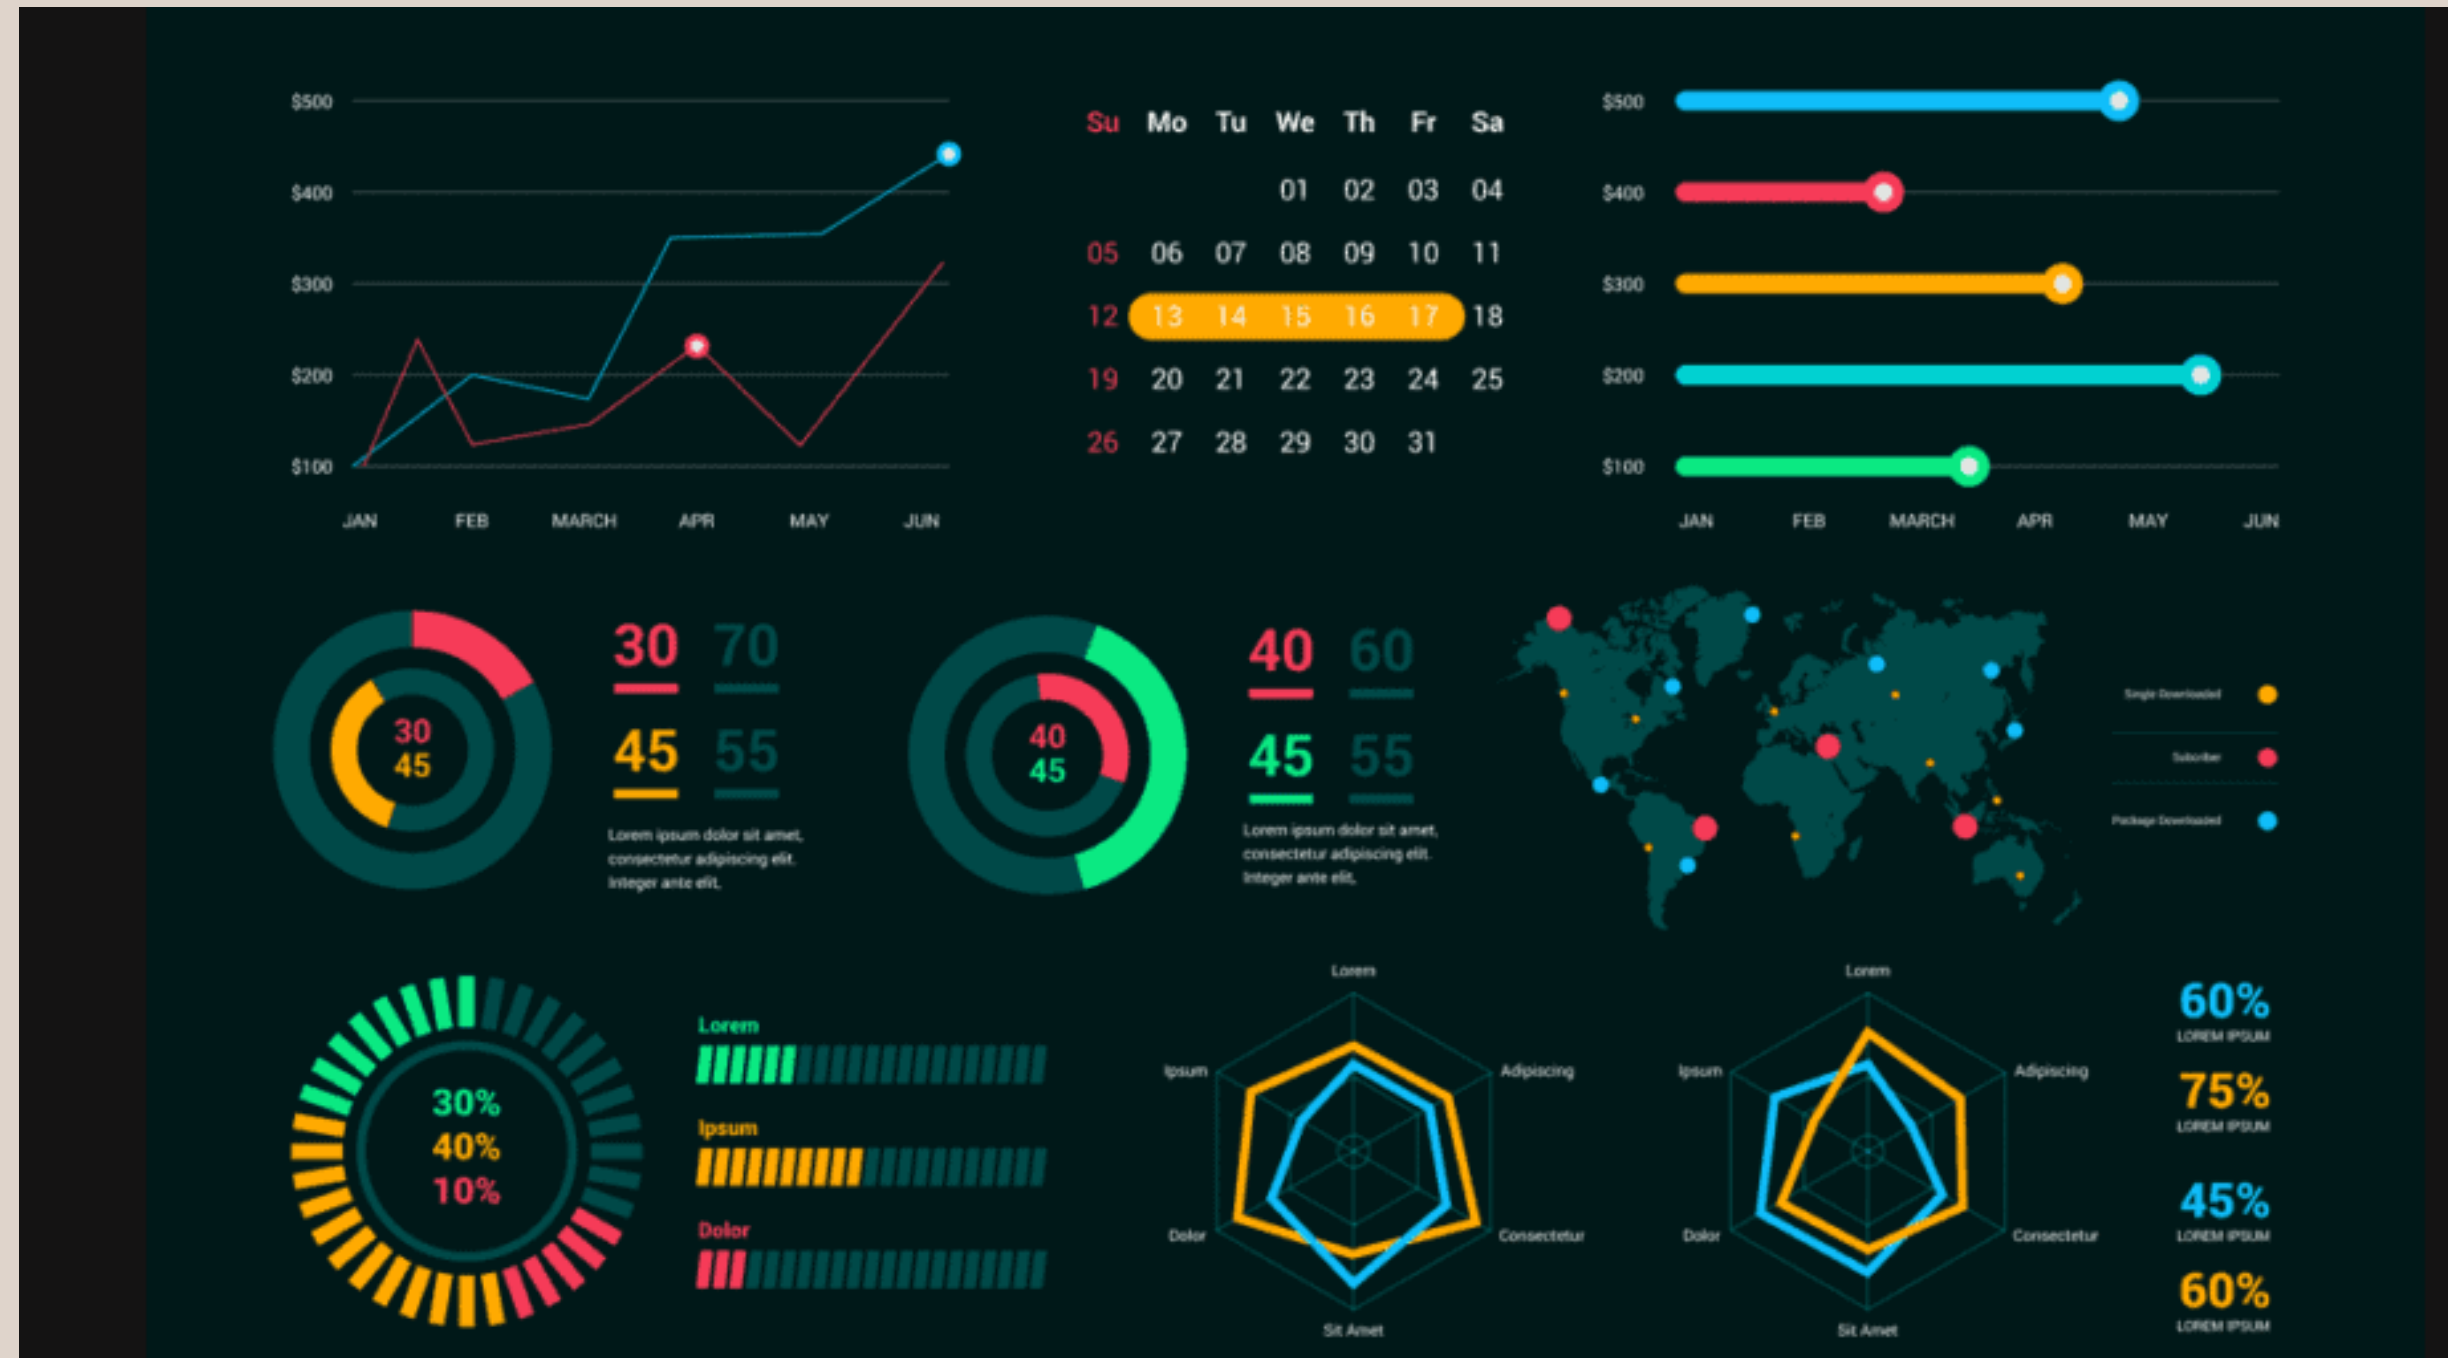 $500
$400
$300
$200
$100
JAN FEB MARCH APR MAY JUN
Su Mo Tu We Th Fr Sa
01 02 03 04
05 06 07 08 09 10 11
12 13 14 15 16 17 18
19 20 21 22 23 24 25
26 27 28 29 30 31
$500
$400
$300
$200
$100
JAN FEB MARCH APR MAY JUN
30
45
30 70
45 55
Lorem ipsum dolor sit amet,
consectetur adipiscing elit.
Integer ante elit,
40
45
40 60
45 55
Lorem ipsum dolor sit amet,
consectetur adipiscing elit.
Integer ante elit,
Single Downloaded
Subcriber
Package Downloaded
30%
40%
10%
Lorem
Ipsum
Dolor
Lorem
Ipsum
Adipiscing
Dolor
Consectetur
Sit Amet
Lorem
Ipsum
Adipiscing
Dolor
Consectetur
Sit Amet
60%
LOREM IPSUM
75%
LOREM IPSUM
45%
LOREM IPSUM
60%
LOREM IPSUM